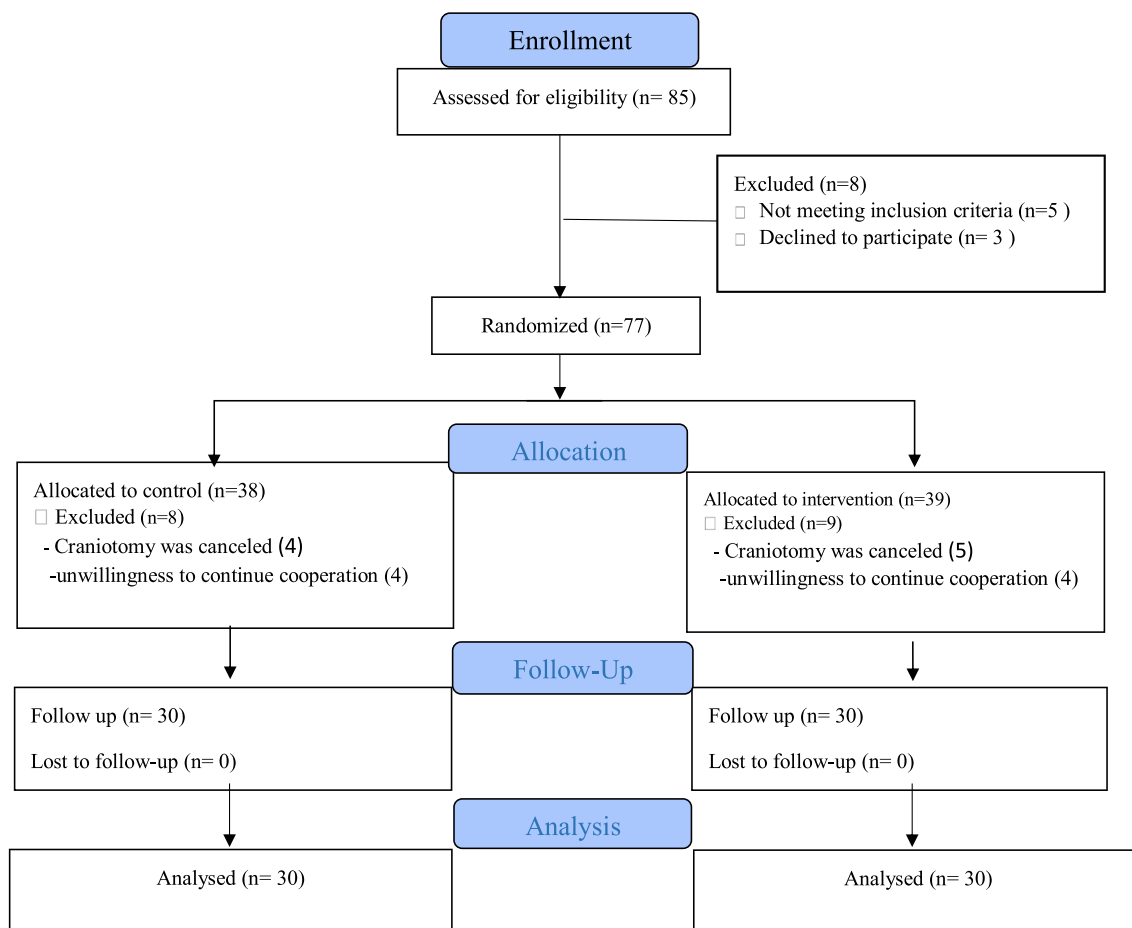 Enrollment
Assessed for eligibility (n= 85)
Excluded (n=8)
□ Not meeting inclusion criteria (n=5 )
□ Declined to participate (n= 3 )
Randomized (n=77)
Allocation
Allocated to control (n=38)
□ Excluded (n=8)
- Craniotomy was canceled (4)
-unwillingness to continue cooperation (4)
Allocated to intervention (n=39)
□ Excluded (n=9)
- Craniotomy was canceled (5)
-unwillingness to continue cooperation (4)
Follow-Up
Follow up (n= 30)
Lost to follow-up (n= 0)
Follow up (n= 30)
Lost to follow-up (n= 0)
Analysis
Analysed (n= 30)
Analysed (n= 30)